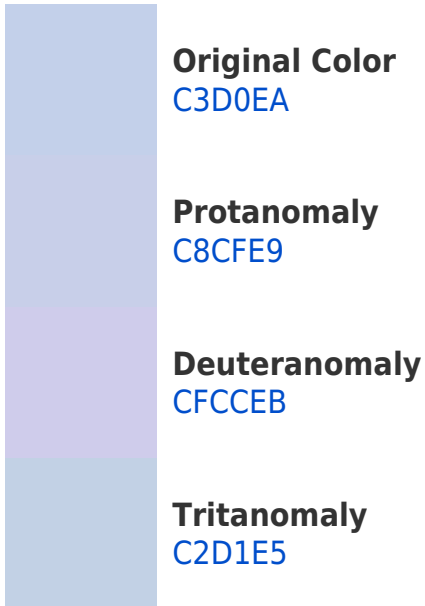 Original Color
C3D0EA
Protanomaly
C8CFE9
Deuteranomaly
CFCCEB
Tritanomaly
C2D1E5